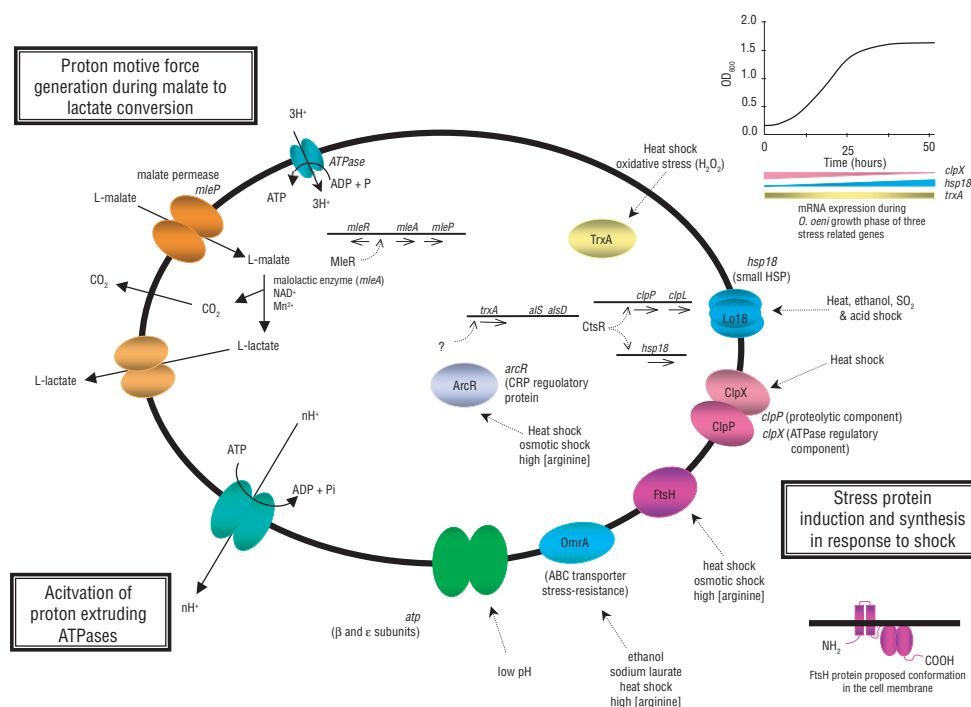 Proton motive force
generation during malate to
lactate conversion
3H⁺
ATPase
ADP + P
ATP
3H⁺
malate permease
mleP
L-malate
L-malate
malolactic enzyme (mleA)
NAD⁺
Mn²⁺
CO₂
CO₂
L-lactate
L-lactate
mleR mleA mleP
MleR
Heat shock
oxidative stress (H₂O₂)
TrxA
OD₆₀₀
2.0
1.5
1.0
0.5
0.0
0 25 50
Time (hours)
clpX
hsp18
trxA
mRNA expression during
O. oeni growth phase of three
stress related genes
hsp18
(small HSP)
Lo18
Heat, ethanol, SO₂
& acid shock
trxA alS alsD
?
clpP clpL
CtsR
hsp18
ArcR
arcR
(CRP reguolatory
protein
Heat shock
osmotic shock
high [arginine]
Heat shock
ClpX
ClpP
clpP (proteolytic component)
clpX (ATPase regulatory
component)
nH⁺
ATP
ADP + Pi
nH⁺
Acitvation of
proton extruding
ATPases
atp
(β and ε subunits)
low pH
OmrA
(ABC transporter
stress-resistance)
ethanol
sodium laurate
heat shock
high [arginine]
FtsH
heat shock
osmotic shock
high [arginine]
Stress protein
induction and synthesis
in response to shock
NH₂
COOH
FtsH protein proposed conformation
in the cell membrane